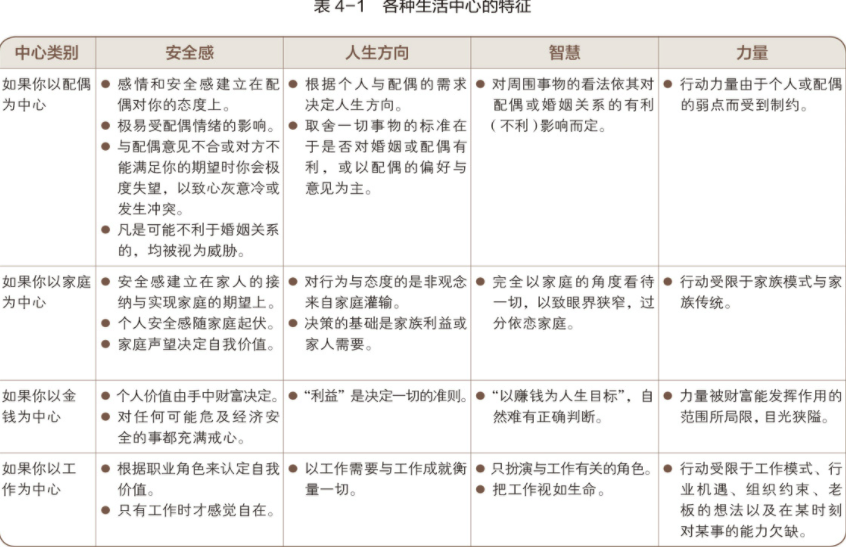 表 4-1 各种生活中心的特征
中心类别 安全感 人生方向 智慧 力量
如果你以配偶
为中心
● 感情和安全感建立在配
偶对你的态度上。
● 极易受配偶情绪的影响。
● 与配偶意见不合或对方不
能满足你的期望时你会极
度失望，以致心灰意冷或
发生冲突。
● 凡是可能不利于婚姻关系
的，均被视为威胁。
● 根据个人与配偶的需求
决定人生方向。
● 取舍一切事物的标准在
于是否对婚姻或配偶有
利，或以配偶的偏好与
意见为主。
● 对周围事物的看法依其对
配偶或婚姻关系的有利
（不利）影响而定。
● 行动力量由于个人或配偶
的弱点而受到制约。
如果你以家庭
为中心
● 安全感建立在家人的接
纳与实现家庭的期望上。
● 个人安全感随家庭起伏。
● 家庭声望决定自我价值。
● 对行为与态度的是非观念
来自家庭灌输。
● 决策的基础是家族利益或
家人需要。
● 完全以家庭的角度看待
一切，以致眼界狭窄，过
分依恋家庭。
● 行动受限于家族模式与家
族传统。
如果你以金
钱为中心
● 个人价值由手中财富决定。
● 对任何可能危及经济安
全的事都充满戒心。
● “利益”是决定一切的准则。
● “以赚钱为人生目标”，自
然难有正确判断。
● 力量被财富能发挥作用的
范围所局限，目光狭隘。
如果你以工
作为中心
● 根据职业角色来认定自我
价值。
● 只有工作时才感觉自在。
● 以工作需要与工作成就衡
量一切。
● 只扮演与工作有关的角色。
● 把工作视如生命。
● 行动受限于工作模式、行
业机遇、组织约束、老
板的想法以及在某时刻
对某事的能力欠缺。